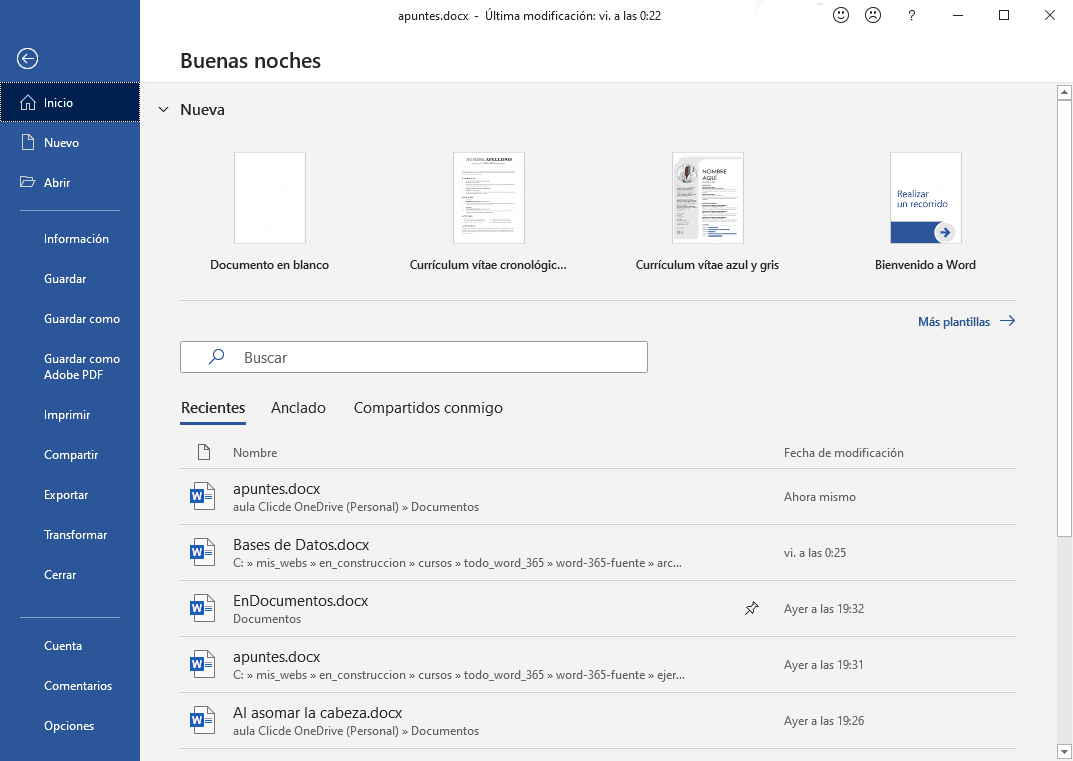 apuntes.docx - Última modificación: vi. a las 0:22
?
Buenas noches
Inicio
Nuevo
Abrir
Información
Guardar
Guardar como
Guardar como
Adobe PDF
Imprimir
Compartir
Exportar
Transformar
Cerrar
Cuenta
Comentarios
Opciones
Nueva
NOMBRE APELLIDOS
NOMBRE
AQUÍ
Realizar
un recorrido
Documento en blanco
Currículum vítae cronológic...
Currículum vítae azul y gris
Bienvenido a Word
Más plantillas
Buscar
Recientes Anclado Compartidos conmigo
Nombre Fecha de modificación
W apuntes.docx
aula Clicde OneDrive (Personal) » Documentos
Ahora mismo
W Bases de Datos.docx
C: » mis_webs » en_construccion » cursos » todo_word_365 » word-365-fuente » arc...
vi. a las 0:25
W EnDocumentos.docx
Documentos
Ayer a las 19:32
W apuntes.docx
C: » mis_webs » en_construccion » cursos » todo_word_365 » word-365-fuente » ejer...
Ayer a las 19:31
W Al asomar la cabeza.docx
aula Clicde OneDrive (Personal) » Documentos
Ayer a las 19:26